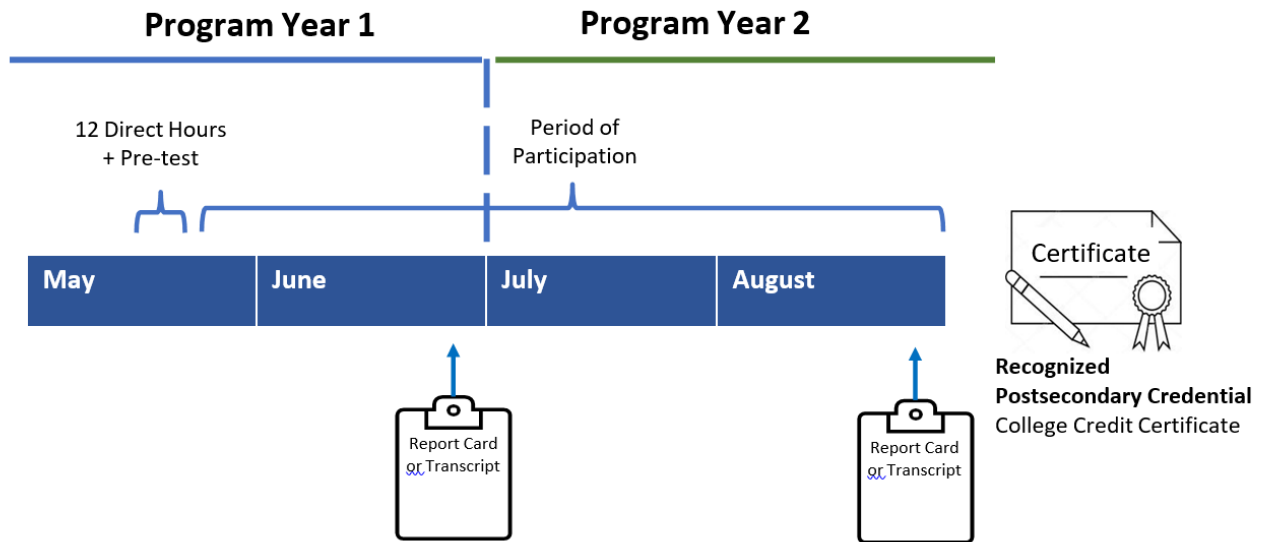 Program Year 1
Program Year 2
12 Direct Hours
+ Pre-test
Period of
Participation
May
June
July
August
Certificate
Recognized
Postsecondary Credential
College Credit Certificate
Report Card
or Transcript
Report Card
or Transcript